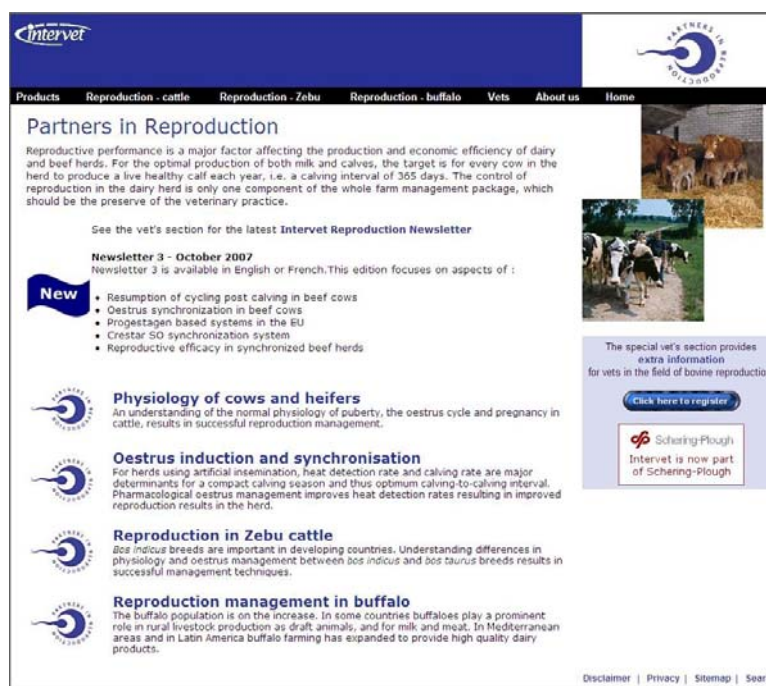 Intervet
PARTNERS IN REPRODUCTION
Products Reproduction - cattle Reproduction - Zebu Reproduction - buffalo Vets About us Home
Partners in Reproduction
Reproductive performance is a major factor affecting the production and economic efficiency of dairy
and beef herds. For the optimal production of both milk and calves, the target is for every cow in the
herd to produce a live healthy calf each year, i.e. a calving interval of 365 days. The control of
reproduction in the dairy herd is only one component of the whole farm management package, which
should be the preserve of the veterinary practice.
See the vet's section for the latest Intervet Reproduction Newsletter
Newsletter 3 - October 2007
Newsletter 3 is available in English or French.This edition focuses on aspects of :
New
• Resumption of cycling post calving in beef cows
• Oestrus synchronization in beef cows
• Progestagen based systems in the EU
• Crestar SO synchronization system
• Reproductive efficacy in synchronized beef herds
The special vet's section provides
extra information
for vets in the field of bovine reproductio
Click here to register
Schering-Plough
Intervet is now part
of Schering-Plough
PARTNERS IN REPRODUCTION
Physiology of cows and heifers
An understanding of the normal physiology of puberty, the oestrus cycle and pregnancy in
cattle, results in successful reproduction management.
PARTNERS IN REPRODUCTION
Oestrus induction and synchronisation
For herds using artificial insemination, heat detection rate and calving rate are major
determinants for a compact calving season and thus optimum calving-to-calving interval.
Pharmacological oestrus management improves heat detection rates resulting in improved
reproduction results in the herd.
PARTNERS IN REPRODUCTION
Reproduction in Zebu cattle
Bos indicus breeds are important in developing countries. Understanding differences in
physiology and oestrus management between bos indicus and bos taurus breeds results in
successful management techniques.
PARTNERS IN REPRODUCTION
Reproduction management in buffalo
The buffalo population is on the increase. In some countries buffaloes play a prominent
role in rural livestock production as draft animals, and for milk and meat. In Mediterranean
areas and in Latin America buffalo farming has expanded to provide high quality dairy
products.
Disclaimer | Privacy | Sitemap | Sear